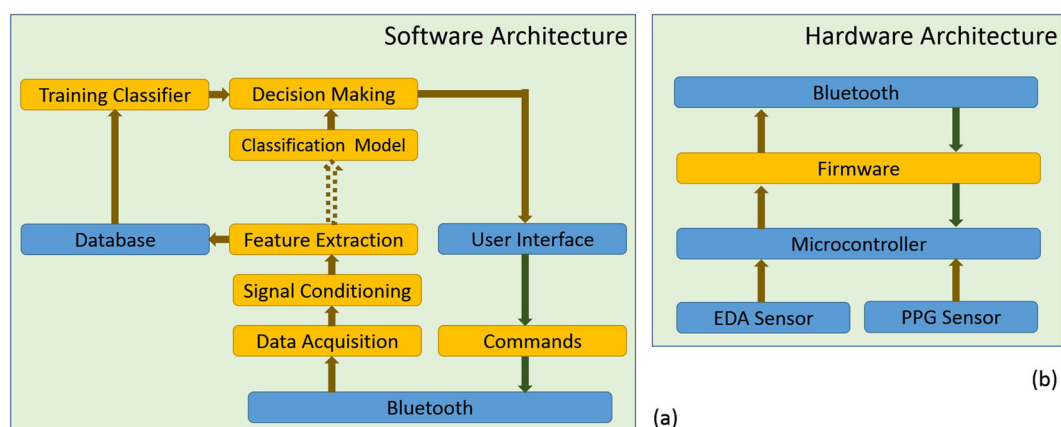 Software Architecture
Training Classifier
Decision Making
Classification Model
Database
Feature Extraction
User Interface
Signal Conditioning
Data Acquisition
Commands
Bluetooth
(a)
Hardware Architecture
Bluetooth
Firmware
Microcontroller
EDA Sensor
PPG Sensor
(b)